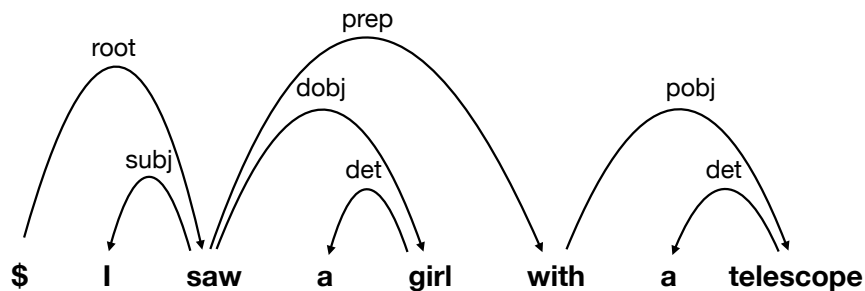 prep
root
dobj
pobj
subj
det
det
$ I saw a girl with a telescope